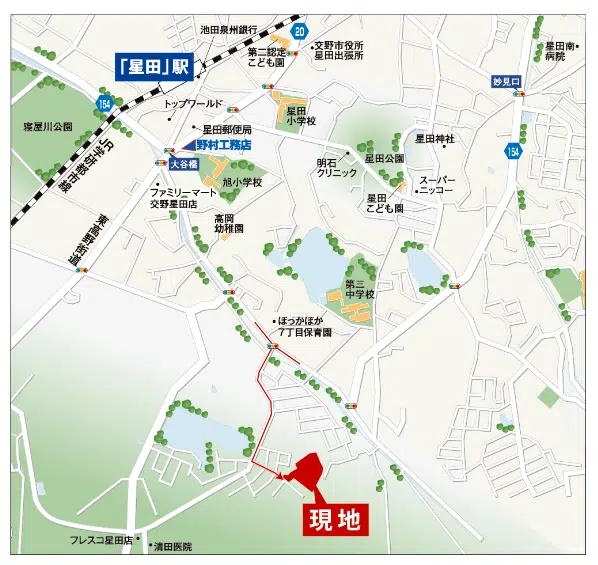 池田泉州銀行
20
第二認定
こども園
交野市役所
星田出張所
星田南
病院
「星田」駅
妙見口
154
トップワールド
星田
小学校
寝屋川公園
星田郵便局
野村工務店
星田神社
154
大谷橋
明石
クリニック
星田公園
JR学研都市線
旭小学校
スーパー
ニッコー
ファミリーマート
交野星田店
星田
こども園
高岡
幼稚園
東高野街道
第三
中学校
ぽっかぽか
7丁目保育園
現地
フレスコ星田店
清田医院